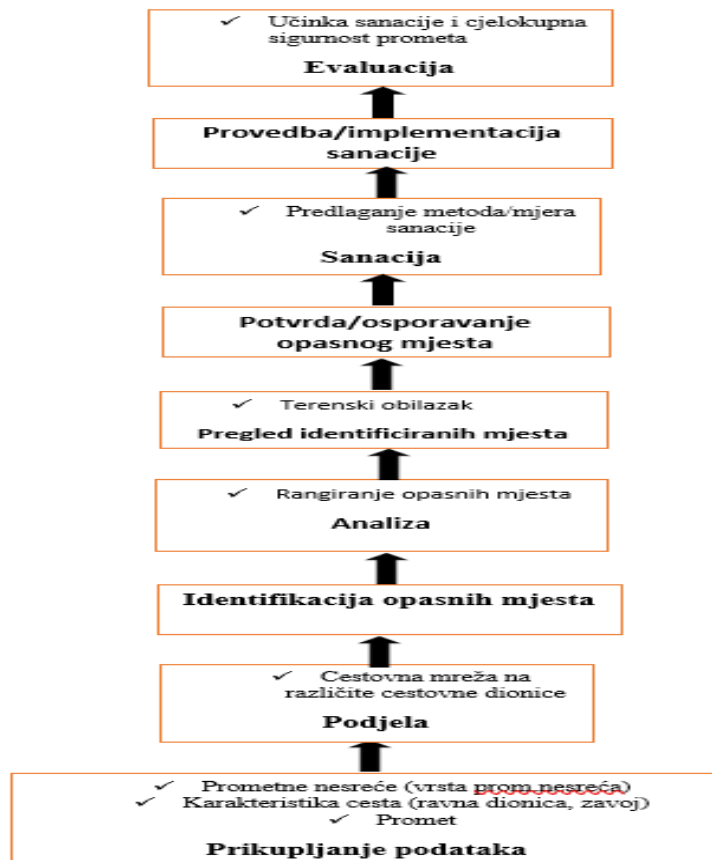 ✓ Učinka sanacije i cjelokupna
sigurnost prometa
Evaluacija
Provedba/implementacija
sanacije
✓ Predlaganje metoda/mjera
sanacije
Sanacija
Potvrda/osporavanje
opasnog mjesta
✓ Terenski obilazak
Pregled identificiranih mjesta
✓ Rangiranje opasnih mjesta
Analiza
Identifikacija opasnih mjesta
✓ Cestovna mreža na
različite cestovne dionice
Podjela
✓ Prometne nesreće (vrsta prom nesreća)
✓ Karakteristika cesta (ravna dionica, zavoj)
✓ Promet
Prikupljanje podataka